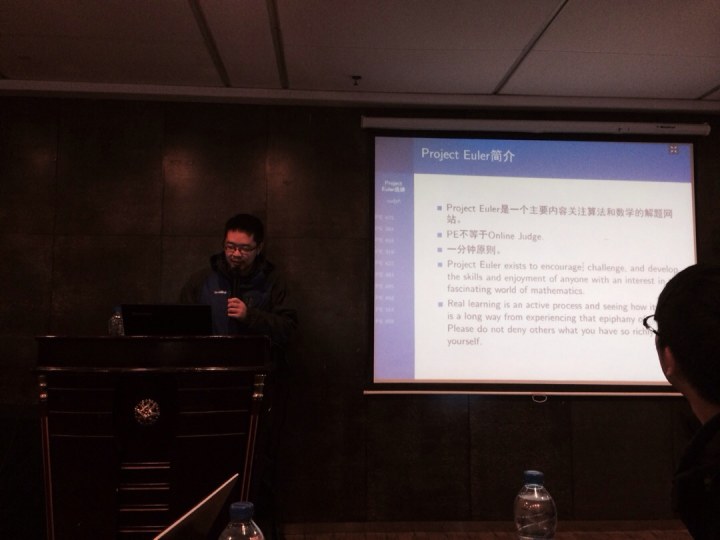 Project Euler简介
Project
Project Euler是一个主要内容关注算法和数学的解题网
站。
PE不等于Online Judge.
一分钟原则。
Project Euler exists to encourage, challenge, and develop
the skills and enjoyment of anyone with an interest in
fascinating world of mathematics.
Real learning is an active process and seeing how it
is a long way from experiencing that epiphany
Please do not deny others what you have so
yourself.